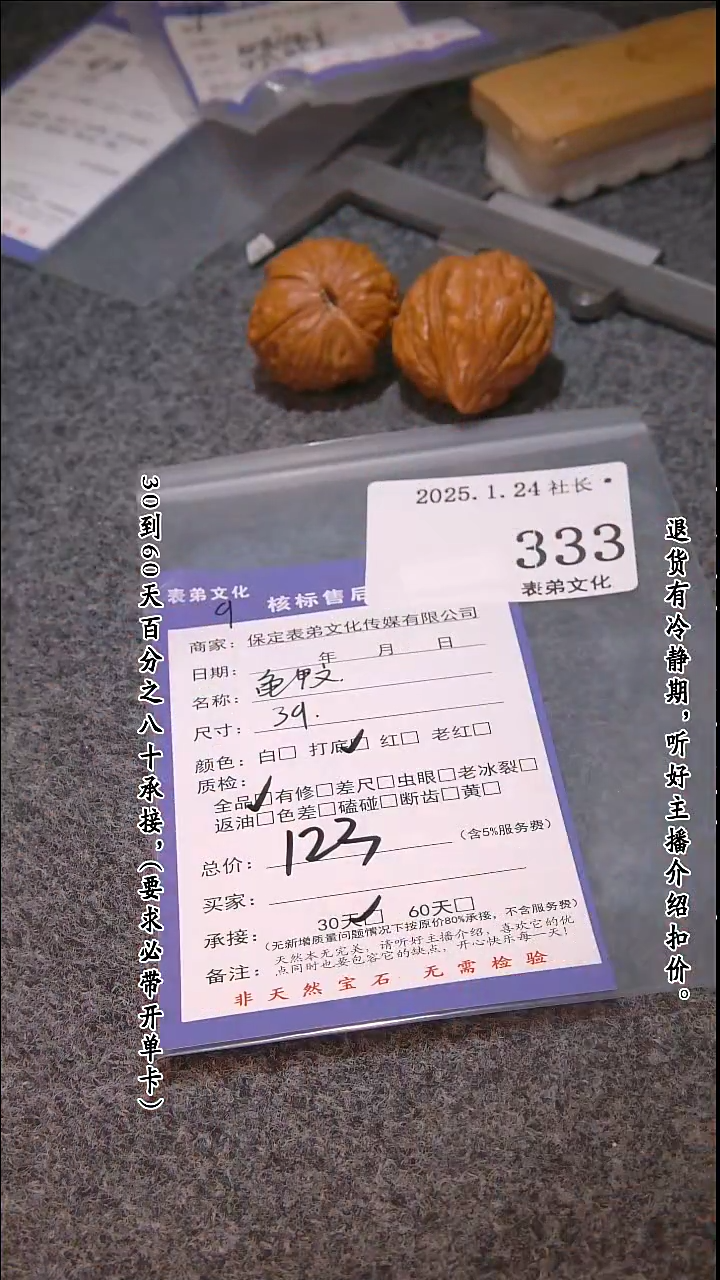 2025.1.24 社长
333
表弟文化
表弟文化
9
核标售后
商家：保定表弟文化传媒有限公司
日期： 年 月 日
名称：龟甲文.
尺寸：39.
颜色：白□ 打底□ 红□ 老红□
质检：
全品□有修□差尺□虫眼□老冰裂□
返油□色差□磕碰□断齿□黄□
总价：123 （含5%服务费）
买家：
承接：30天□ 60天□
（无新增质量问题情况下按原价80%承接，不含服务费）
备注：天然本无完美，请听好主播介绍，喜欢它的优
点同时也要包容它的缺点，开心快乐每一天！
非天然宝石 无需检验
30到60天百分之八十承接，（要求必带开单卡）
退货有冷静期，听好主播介绍扣价。